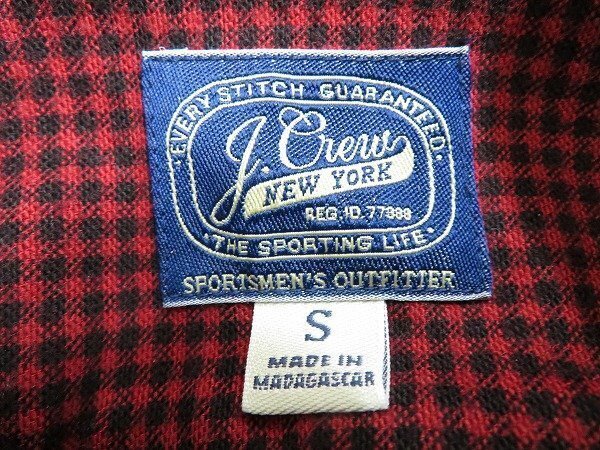 ·EVERY STITCH GUARANTEED·
J. Crew
NEW YORK
REG. ID. 77388
·THE SPORTING LIFE·
SPORTSMEN'S OUTFITTER
S
MADE IN
MADAGASCAR